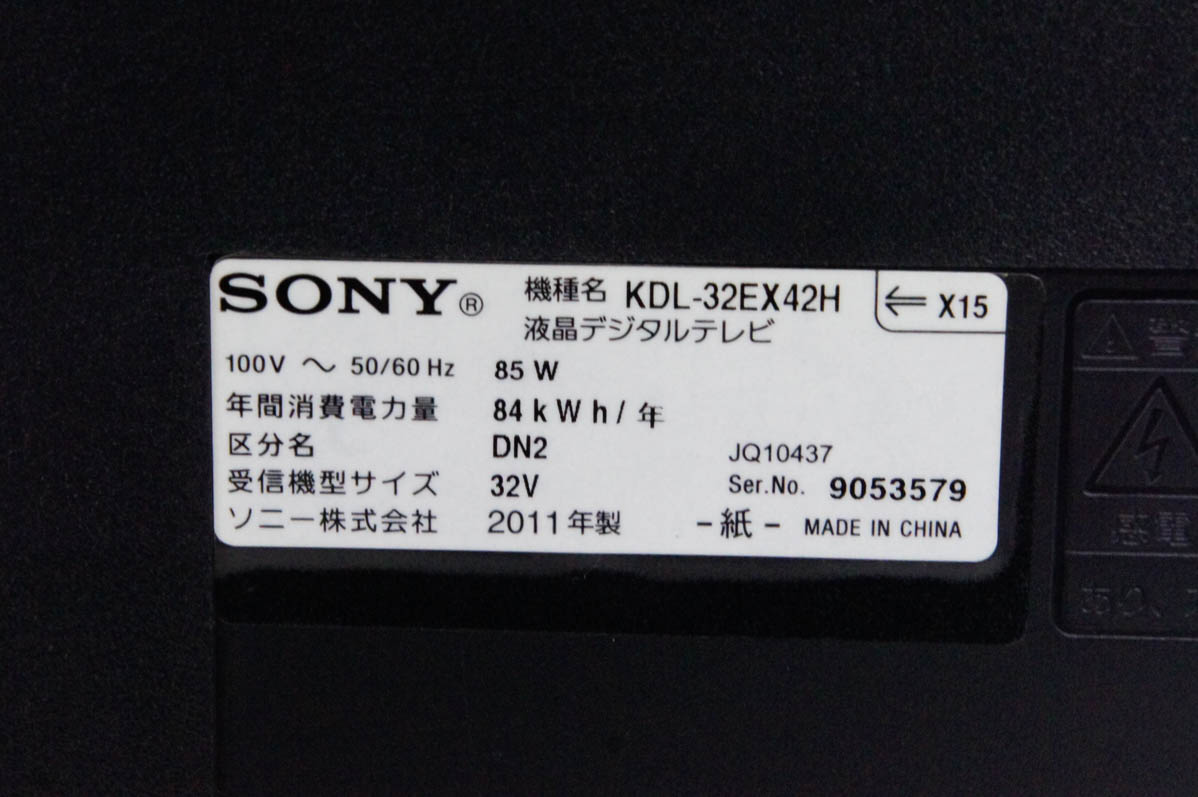 SONY® 機種名 KDL-32EX42H ⇐ X15
液晶デジタルテレビ
100V ～ 50/60 Hz 85 W
年間消費電力量 84 k W h / 年
区分名 DN2 JQ10437
受信機型サイズ 32V Ser.No. 9053579
ソニー株式会社 2011年製 -紙- MADE IN CHINA
感電